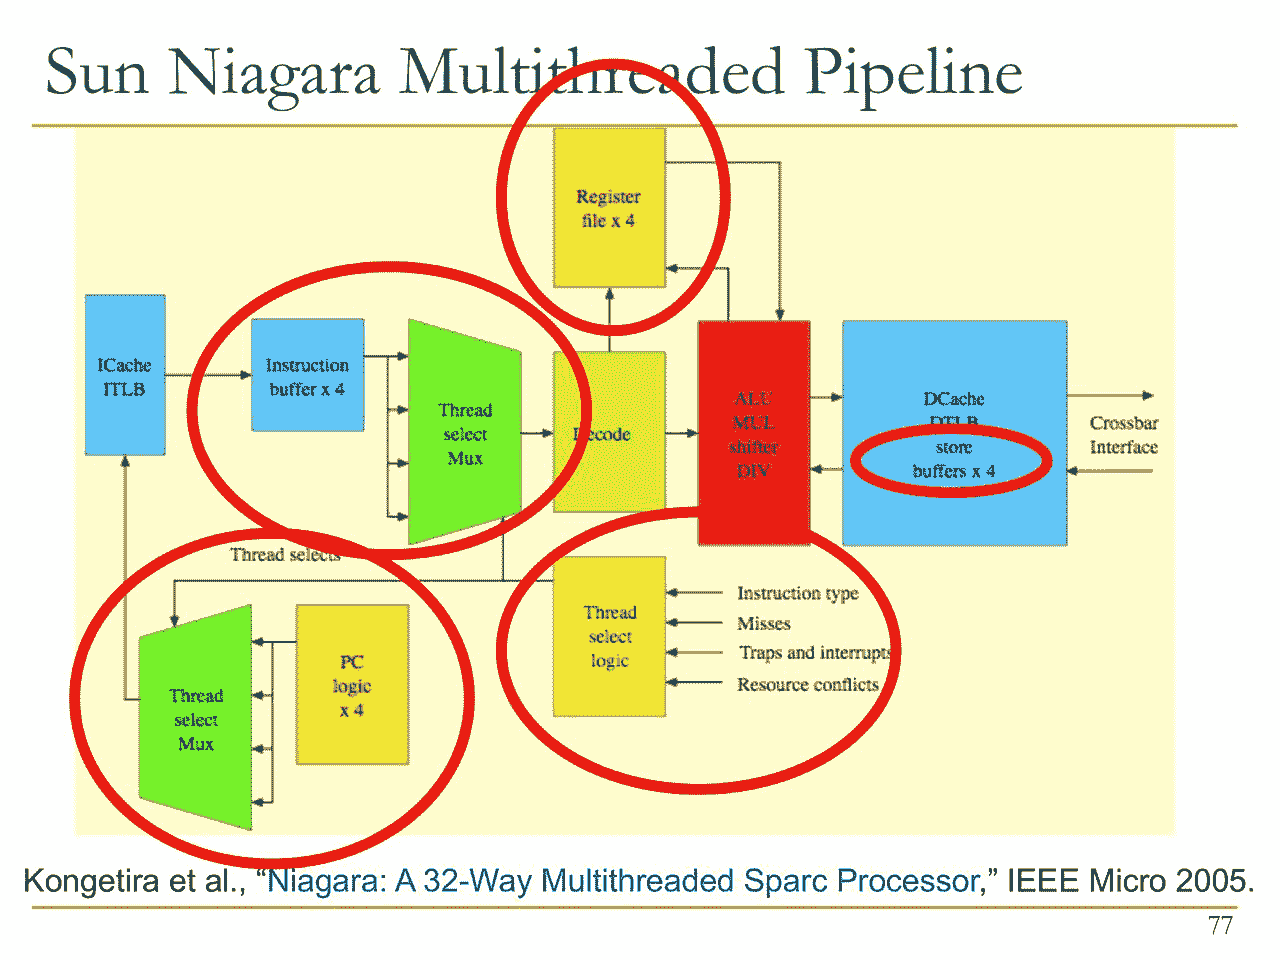 Sun Niagara Multithreaded Pipeline
Register
file x 4
ICache
ITLB
Instruction
buffer x 4
Thread
select
Mux
Decode
ALU
MUL
shifter
DIV
DCache
DTLB
store
buffers x 4
Crossbar
Interface
Thread selects
Thread
select
logic
Instruction type
Misses
Traps and interrupts
Resource conflicts
Thread
select
Mux
PC
logic
x 4
Kongetira et al., “Niagara: A 32-Way Multithreaded Sparc Processor,” IEEE Micro 2005.
77